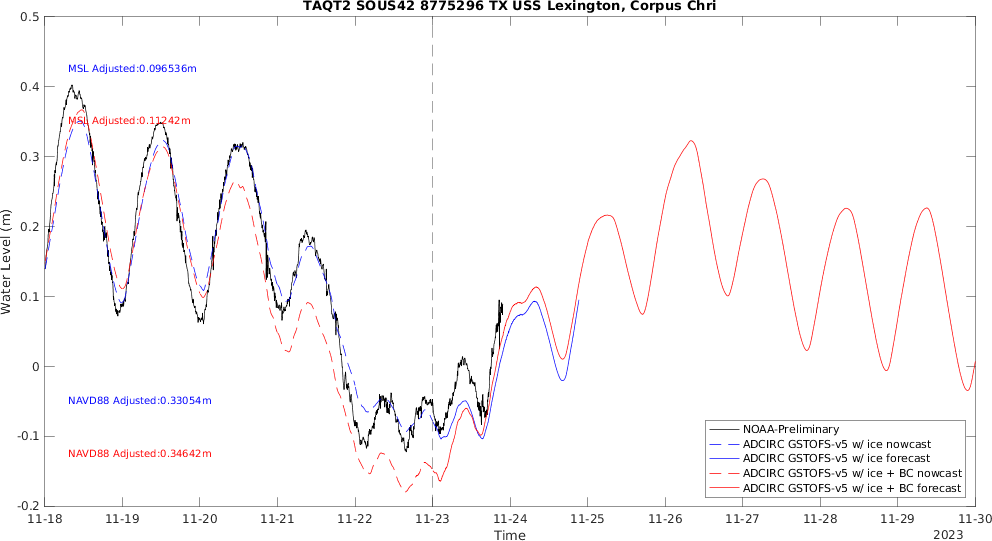 TAQT2 SOUS42 8775296 TX USS Lexington, Corpus Chri
0.5
0.4
0.3
0.2
0.1
0
-0.1
-0.2
Water Level (m)
MSL Adjusted:0.096536m
MSL Adjusted:0.11242m
NAVD88 Adjusted:0.33054m
NAVD88 Adjusted:0.34642m
NOAA-Preliminary
ADCIRC GSTOFS-v5 w/ ice nowcast
ADCIRC GSTOFS-v5 w/ ice forecast
ADCIRC GSTOFS-v5 w/ ice + BC nowcast
ADCIRC GSTOFS-v5 w/ ice + BC forecast
11-18 11-19 11-20 11-21 11-22 11-23 11-24 11-25 11-26 11-27 11-28 11-29 11-30
Time
2023